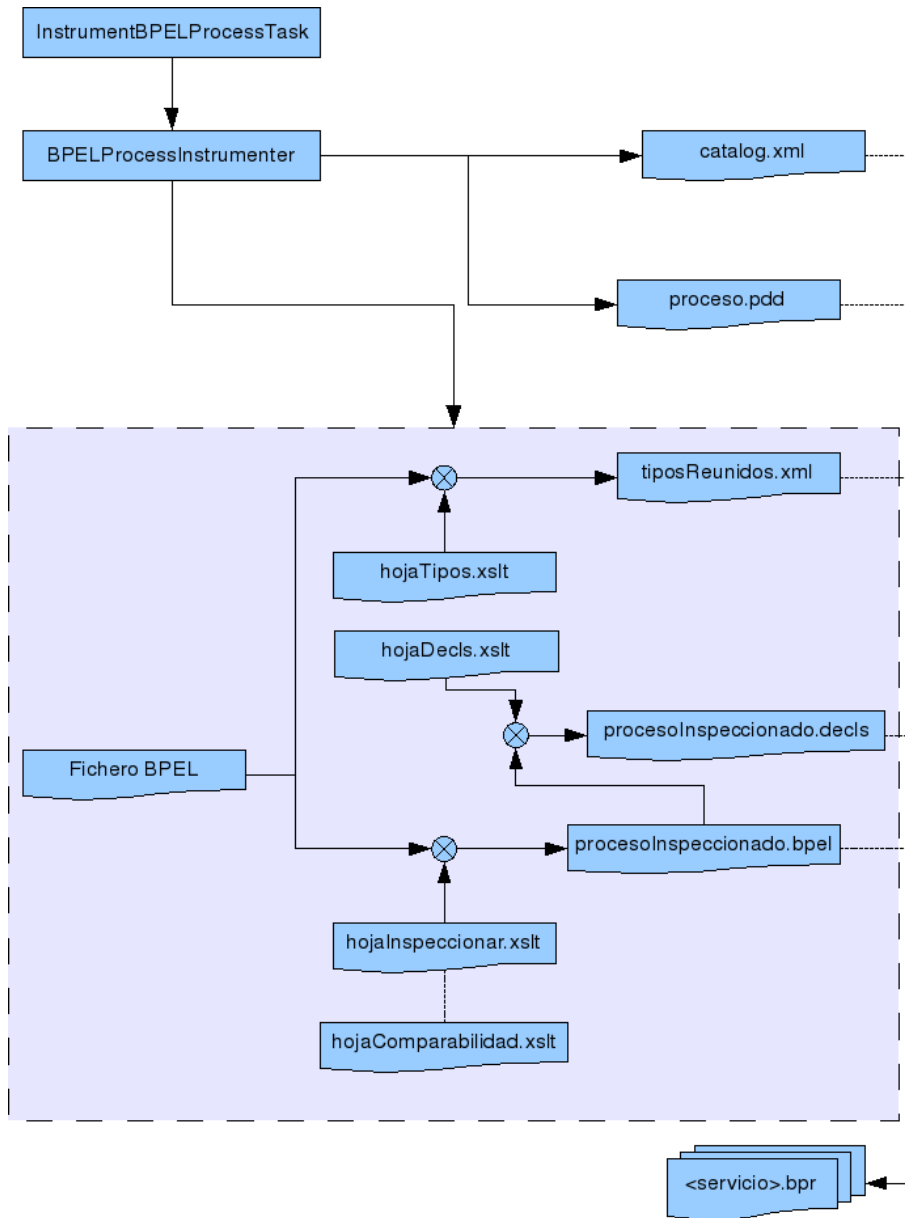 InstrumentBPELProcessTask
BPELProcessInstrumenter
catalog.xml
proceso.pdd
tiposReunidos.xml
hojaTipos.xslt
hojaDecls.xslt
procesoInspeccionado.decls
Fichero BPEL
procesoInspeccionado.bpel
hojaInspeccionar.xslt
hojaComparabilidad.xslt
<servicio>.bpr